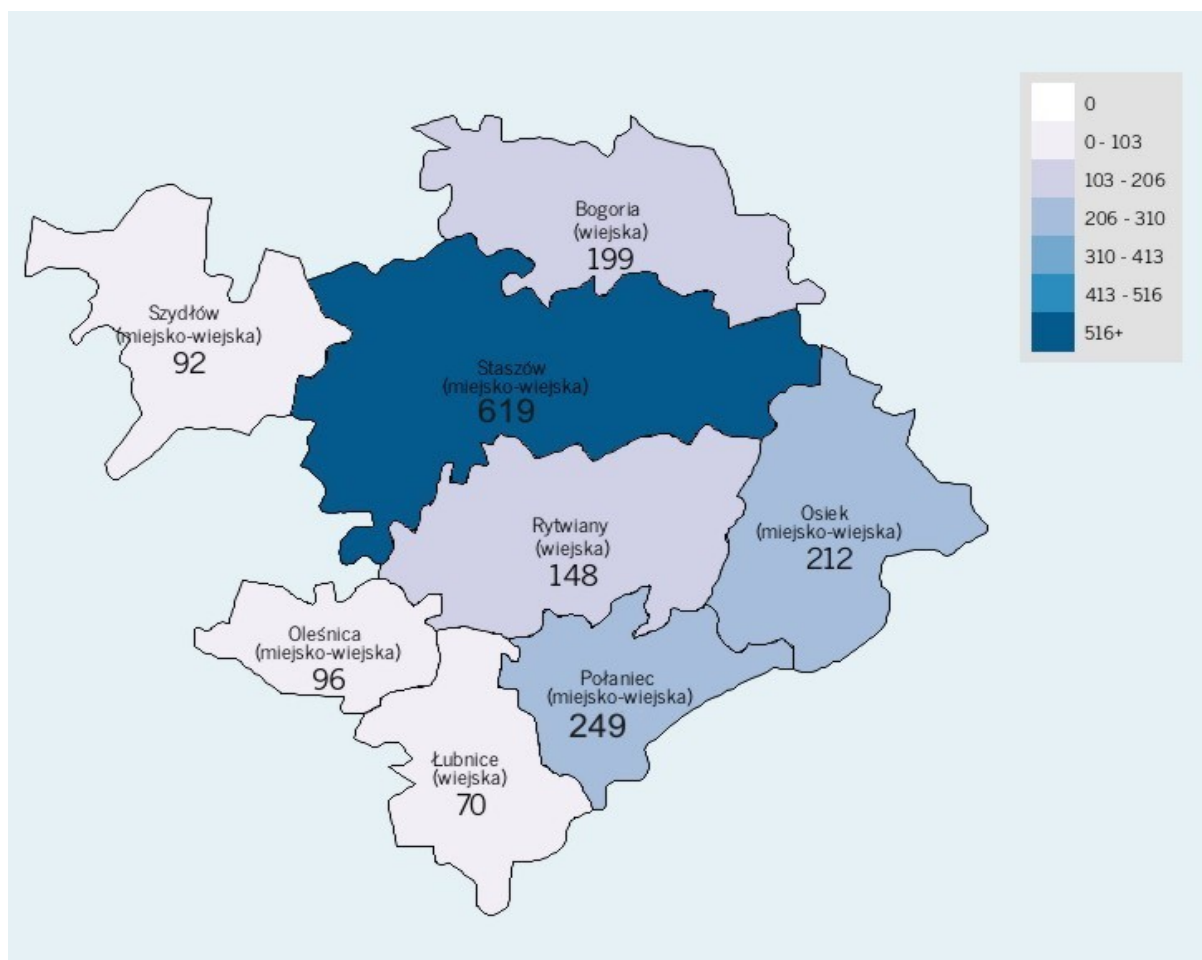 0
0 - 103
103 - 206
206 - 310
310 - 413
413 - 516
516+
Bogoria
(wiejska)
199
Szydłów
(miejsko-wiejska)
92
Staszów
(miejsko-wiejska)
619
Osiek
(miejsko-wiejska)
212
Rytwiany
(wiejska)
148
Oleśnica
(miejsko-wiejska)
96
Połaniec
(miejsko-wiejska)
249
Łubnice
(wiejska)
70